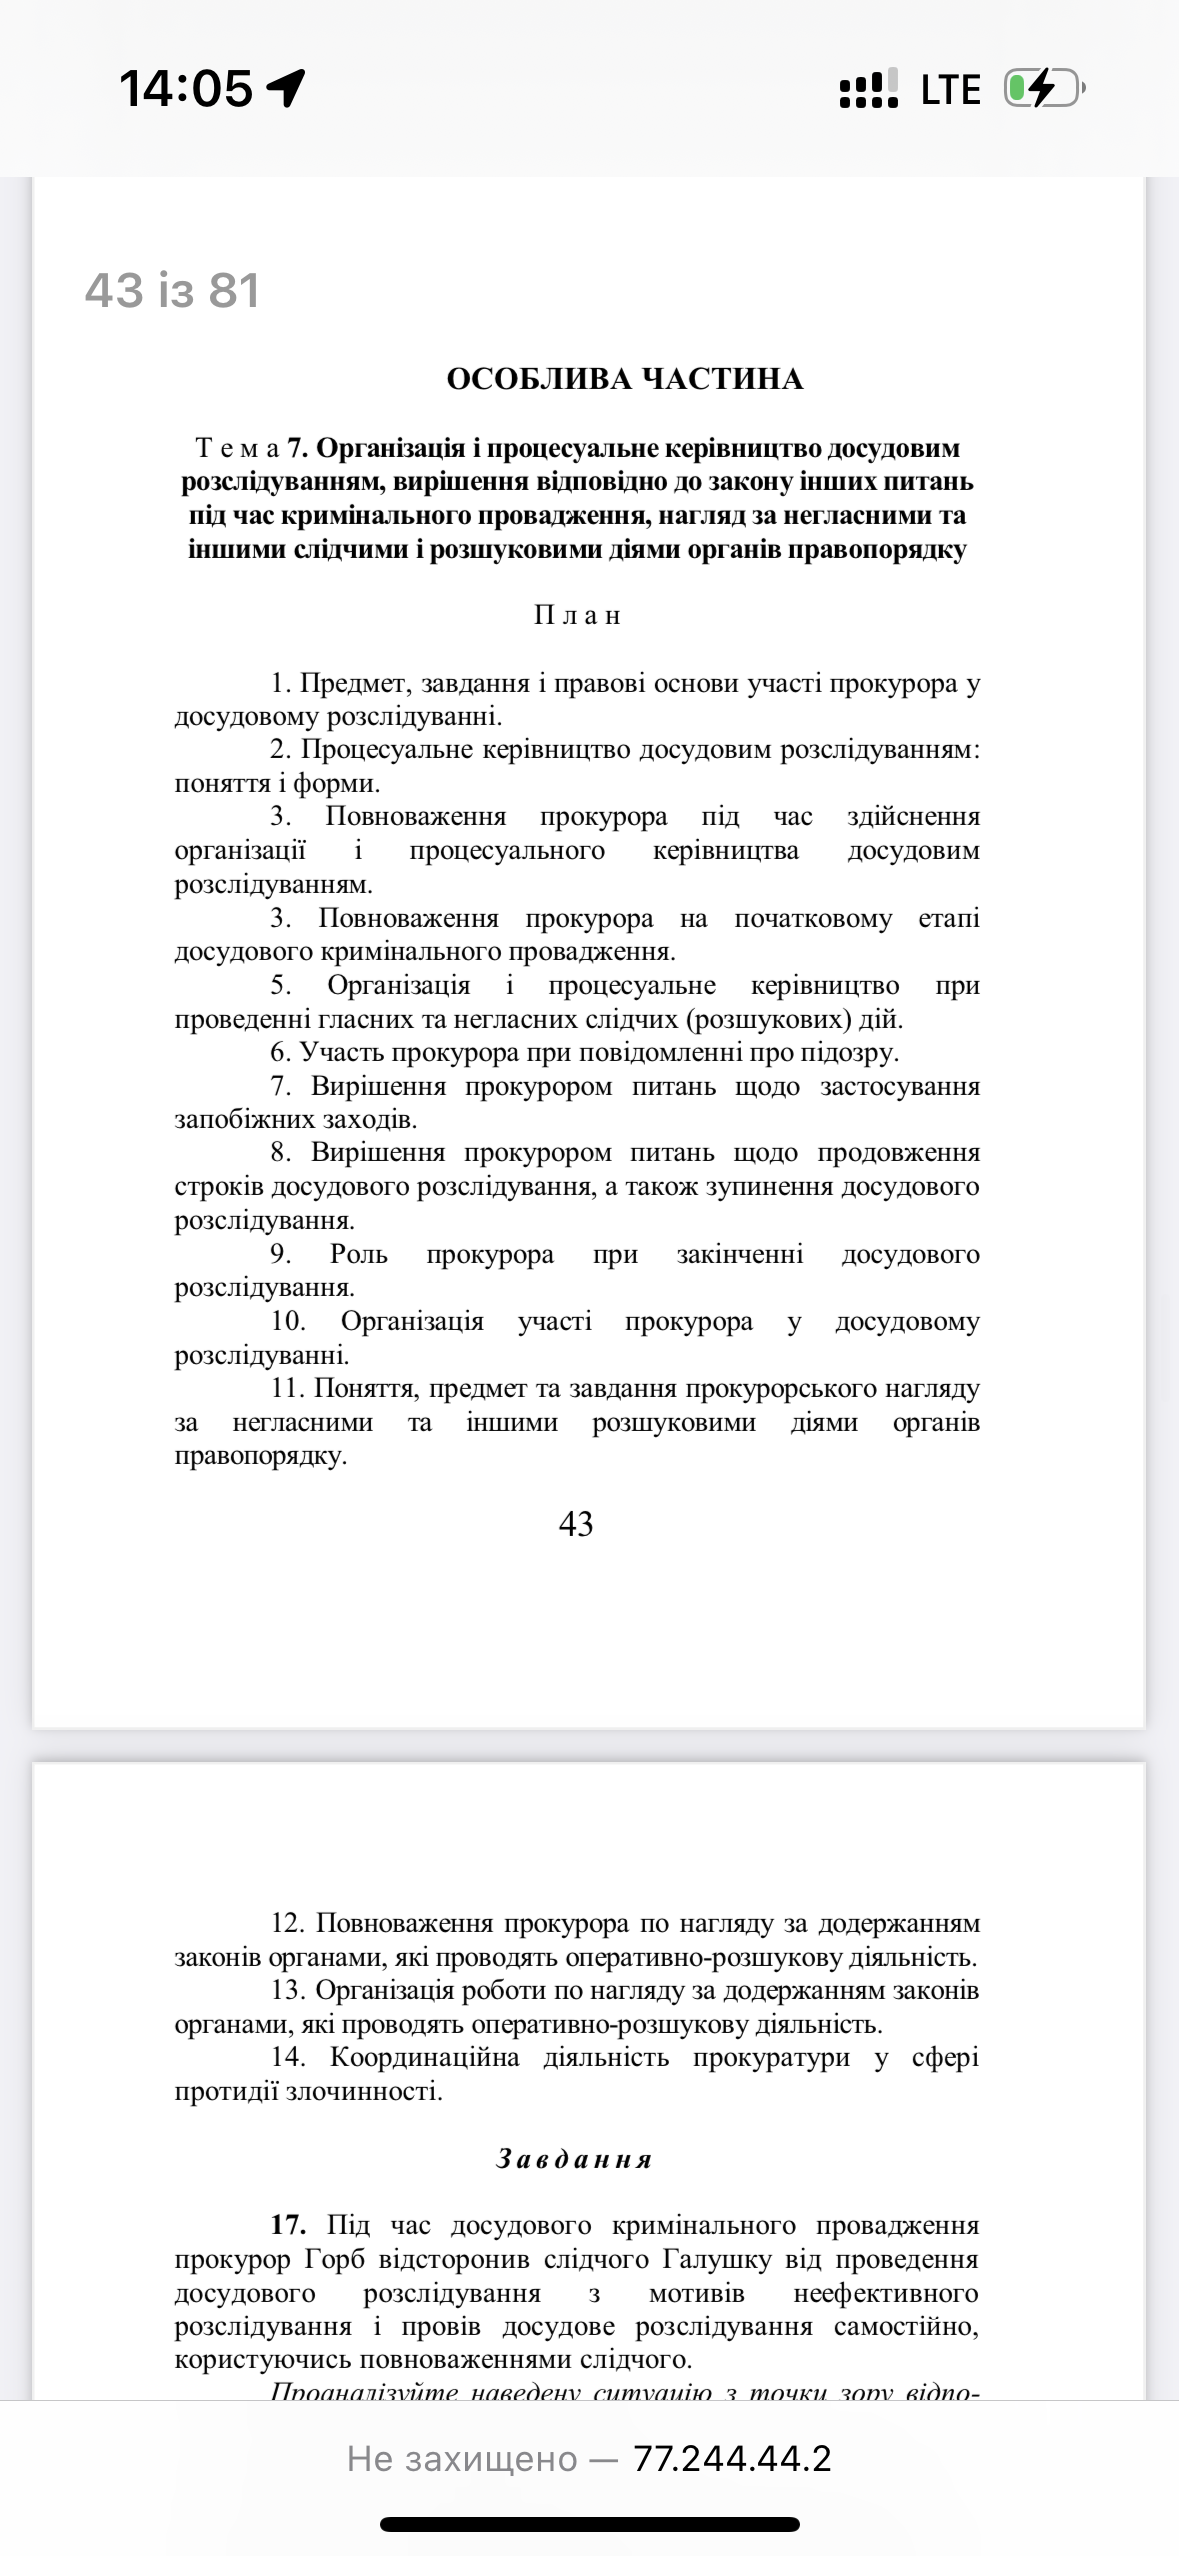 14:05
LTE
43 із 81
ОСОБЛИВА ЧАСТИНА
Т е м а 7. Організація і процесуальне керівництво досудовим
розслідуванням, вирішення відповідно до закону інших питань
під час кримінального провадження, нагляд за негласними та
іншими слідчими і розшуковими діями органів правопорядку
П л а н
1. Предмет, завдання і правові основи участі прокурора у
досудовому розслідуванні.
2. Процесуальне керівництво досудовим розслідуванням:
поняття і форми.
3. Повноваження прокурора під час здійснення
організації і процесуального керівництва досудовим
розслідуванням.
3. Повноваження прокурора на початковому етапі
досудового кримінального провадження.
5. Організація і процесуальне керівництво при
проведенні гласних та негласних слідчих (розшукових) дій.
6. Участь прокурора при повідомленні про підозру.
7. Вирішення прокурором питань щодо застосування
запобіжних заходів.
8. Вирішення прокурором питань щодо продовження
строків досудового розслідування, а також зупинення досудового
розслідування.
9. Роль прокурора при закінченні досудового
розслідування.
10. Організація участі прокурора у досудовому
розслідуванні.
11. Поняття, предмет та завдання прокурорського нагляду
за негласними та іншими розшуковими діями органів
правопорядку.
43
12. Повноваження прокурора по нагляду за додержанням
законів органами, які проводять оперативно-розшукову діяльність.
13. Організація роботи по нагляду за додержанням законів
органами, які проводять оперативно-розшукову діяльність.
14. Координаційна діяльність прокуратури у сфері
протидії злочинності.
З а в д а н н я
17. Під час досудового кримінального провадження
прокурор Горб відсторонив слідчого Галушку від проведення
досудового розслідування з мотивів неефективного
розслідування і провів досудове розслідування самостійно,
користуючись повноваженнями слідчого.
Проаналізуйте наведену ситуацію з точки зору відпо-
Не захищено — 77.244.44.2